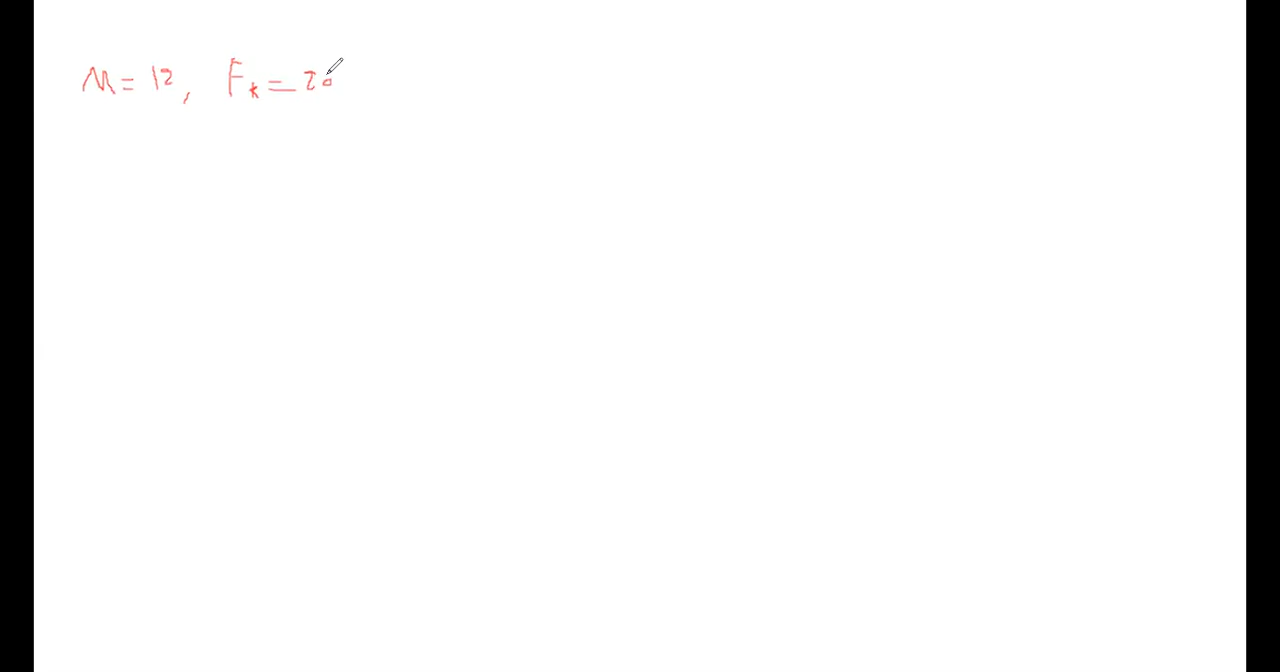 M = 12, Fk = 20